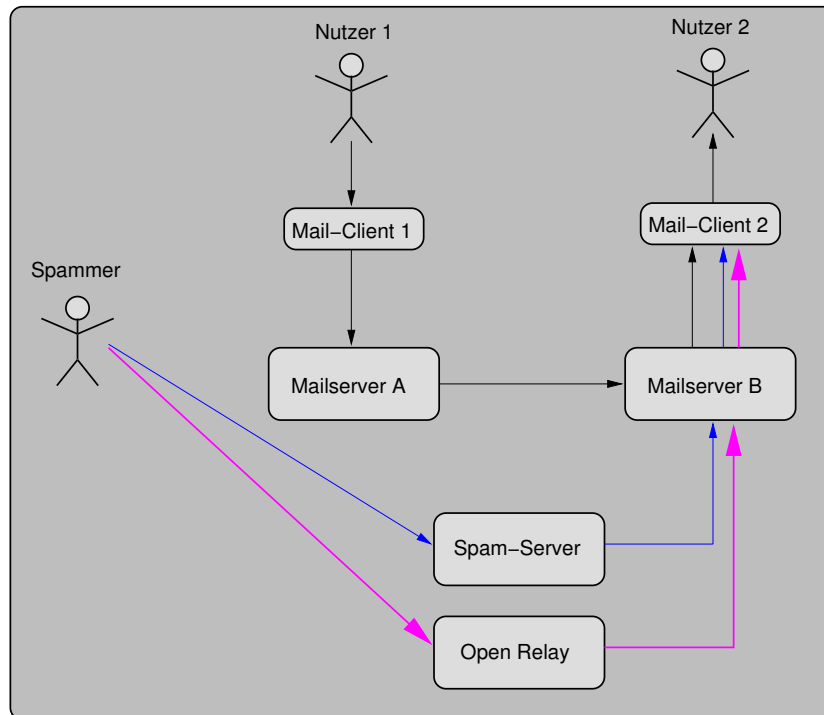 Nutzer 1
Nutzer 2
Mail−Client 1
Mail−Client 2
Spammer
Mailserver A
Mailserver B
Spam−Server
Open Relay